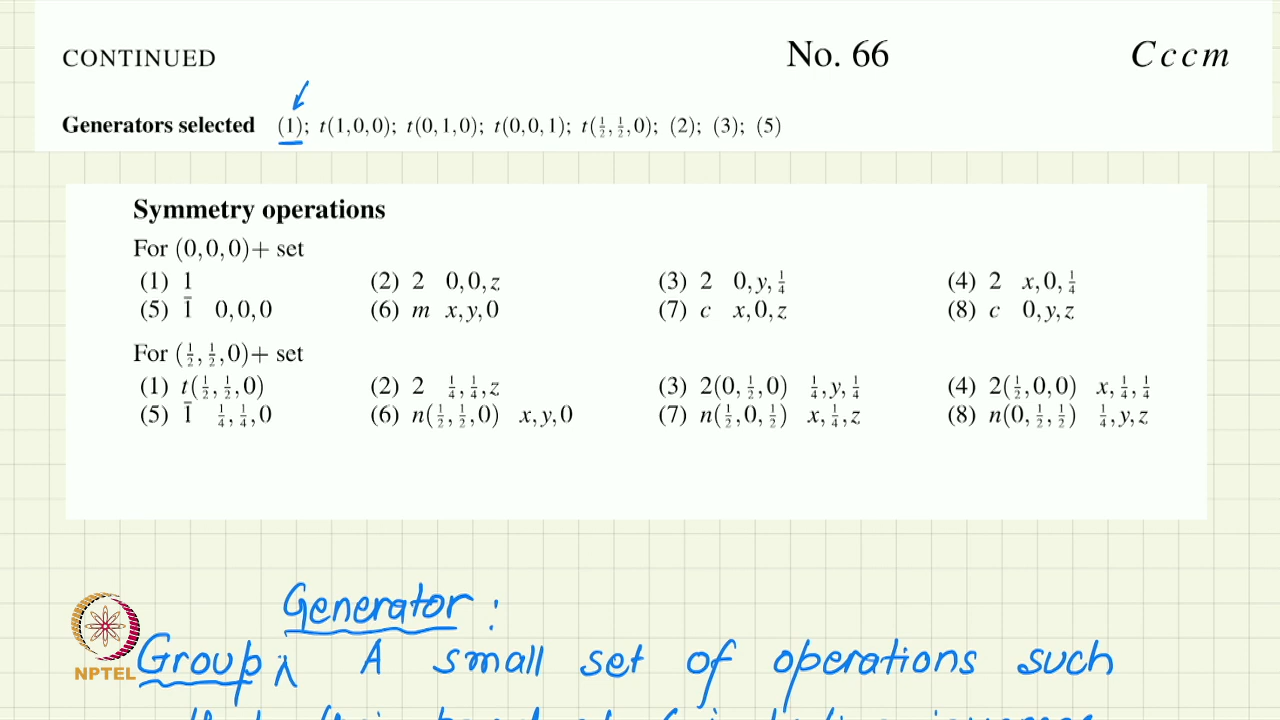 CONTINUED No. 66 Cccm
Generators selected (1); t(1,0,0); t(0,1,0); t(0,0,1); t(½,½,0); (2); (3); (5)
Symmetry operations
For (0,0,0)+ set
(1) 1 (2) 2 0,0,z (3) 2 0,y,¼ (4) 2 x,0,¼
(5) 1̄ 0,0,0 (6) m x,y,0 (7) c x,0,z (8) c 0,y,z
For (½,½,0)+ set
(1) t(½,½,0) (2) 2 ¼,¼,z (3) 2(0,½,0) ¼,y,¼ (4) 2(½,0,0) x,¼,¼
(5) 1̄ ¼,¼,0 (6) n(½,½,0) x,y,0 (7) n(½,0,½) x,¼,z (8) n(0,½,½) ¼,y,z
Generator :
Group A small set of operations such
NPTEL